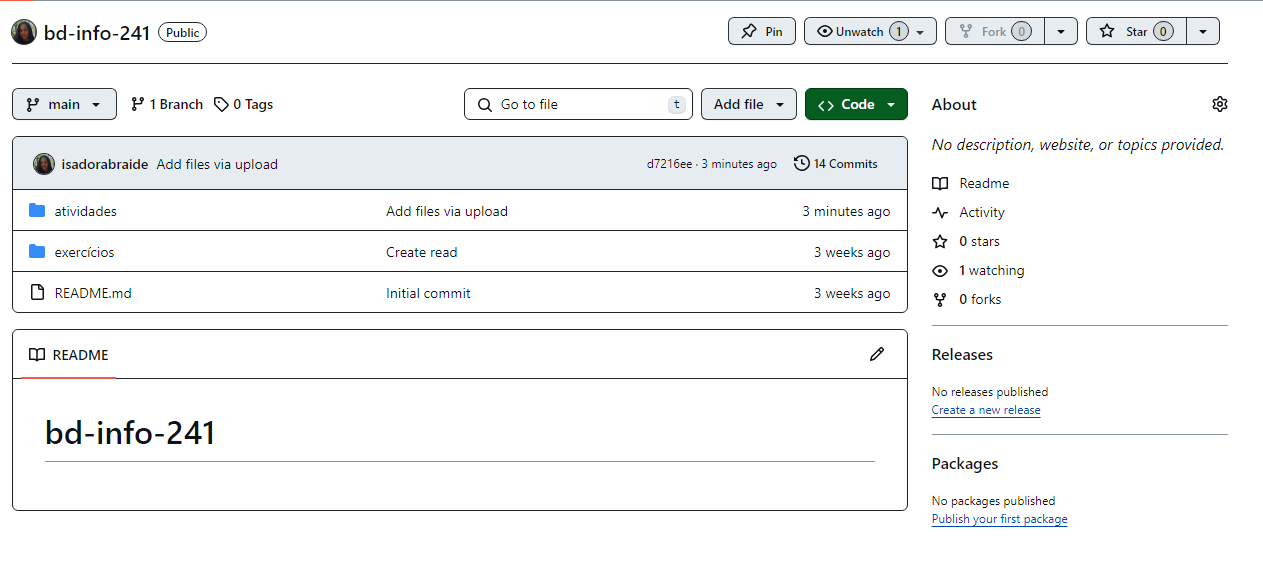 bd-info-241 Public Pin Unwatch 1 Fork 0 Star 0
main 1 Branch 0 Tags Go to file t Add file Code
isadorabraide Add files via upload d7216ee · 3 minutes ago 14 Commits
atividades Add files via upload 3 minutes ago
exercícios Create read 3 weeks ago
README.md Initial commit 3 weeks ago
README
bd-info-241
About
No description, website, or topics provided.
Readme
Activity
0 stars
1 watching
0 forks
Releases
No releases published
Create a new release
Packages
No packages published
Publish your first package